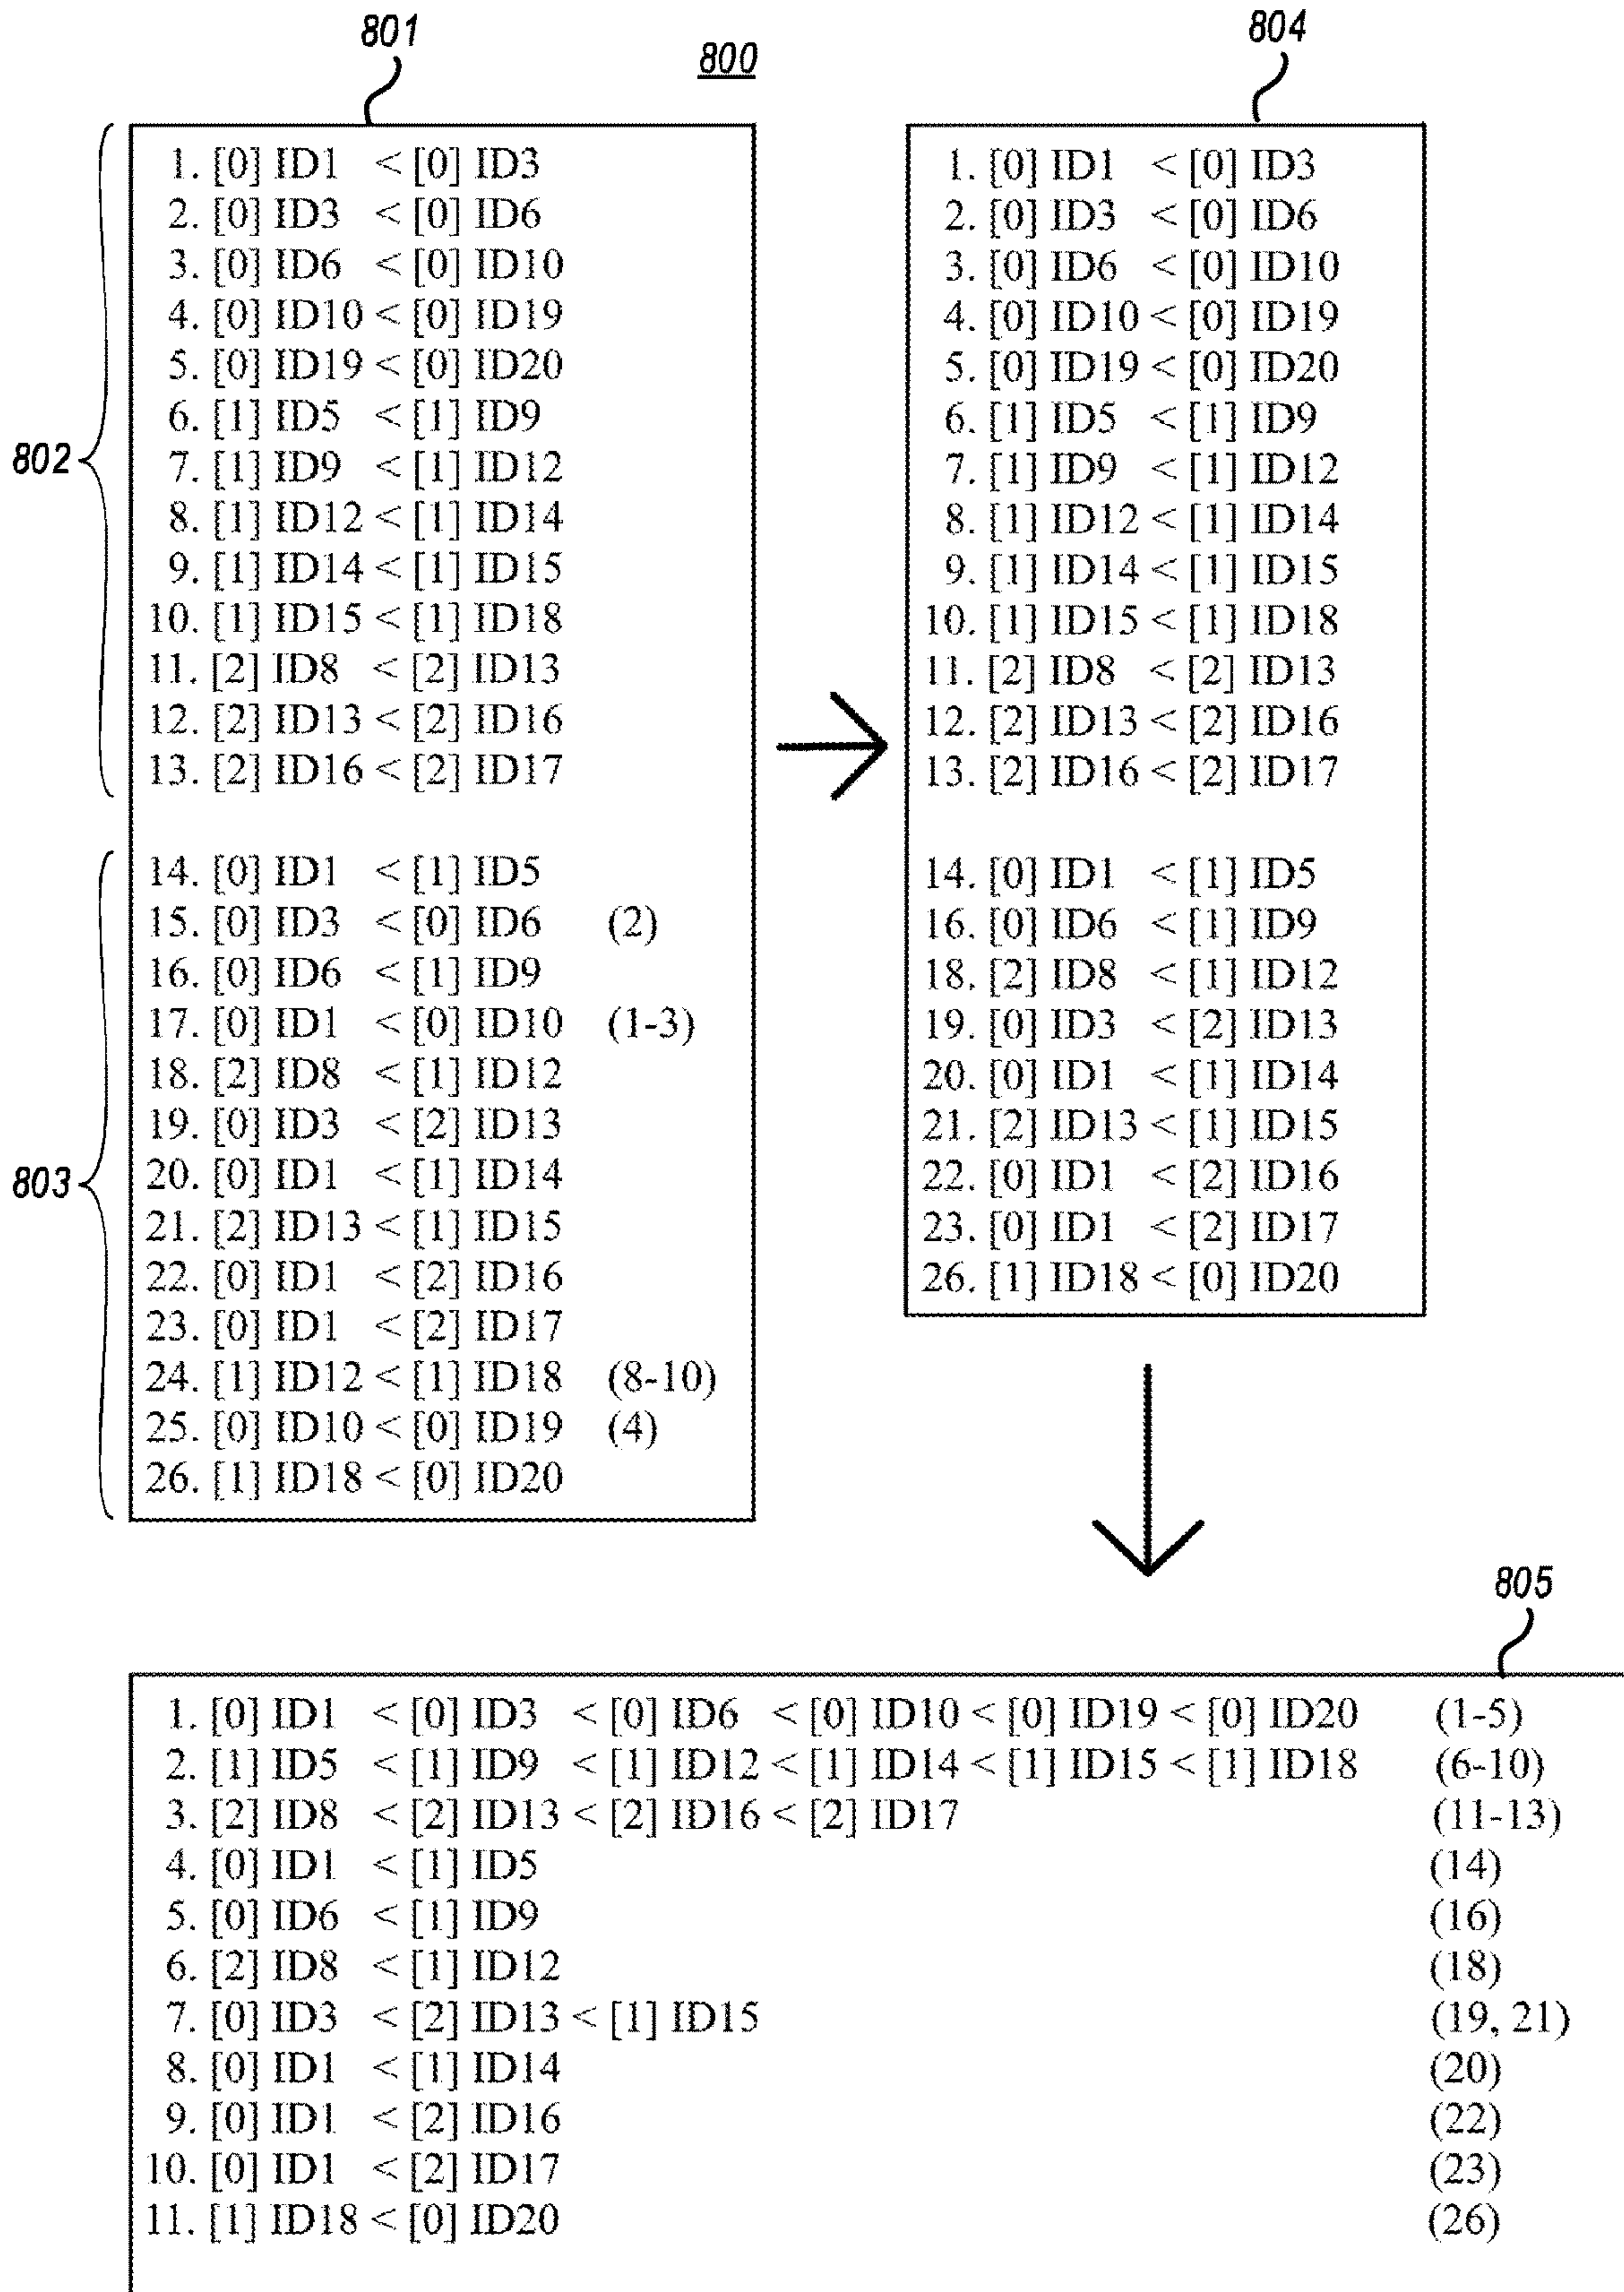 801
800
804
1. [0] ID1 < [0] ID3
2. [0] ID3 < [0] ID6
3. [0] ID6 < [0] ID10
4. [0] ID10 < [0] ID19
5. [0] ID19 < [0] ID20
6. [1] ID5 < [1] ID9
802
7. [1] ID9 < [1] ID12
8. [1] ID12 < [1] ID14
9. [1] ID14 < [1] ID15
10. [1] ID15 < [1] ID18
11. [2] ID8 < [2] ID13
12. [2] ID13 < [2] ID16
13. [2] ID16 < [2] ID17
14. [0] ID1 < [1] ID5
15. [0] ID3 < [0] ID6 (2)
16. [0] ID6 < [1] ID9
17. [0] ID1 < [0] ID10 (1-3)
18. [2] ID8 < [1] ID12
19. [0] ID3 < [2] ID13
803
20. [0] ID1 < [1] ID14
21. [2] ID13 < [1] ID15
22. [0] ID1 < [2] ID16
23. [0] ID1 < [2] ID17
24. [1] ID12 < [1] ID18 (8-10)
25. [0] ID10 < [0] ID19 (4)
26. [1] ID18 < [0] ID20
1. [0] ID1 < [0] ID3
2. [0] ID3 < [0] ID6
3. [0] ID6 < [0] ID10
4. [0] ID10 < [0] ID19
5. [0] ID19 < [0] ID20
6. [1] ID5 < [1] ID9
7. [1] ID9 < [1] ID12
8. [1] ID12 < [1] ID14
9. [1] ID14 < [1] ID15
10. [1] ID15 < [1] ID18
11. [2] ID8 < [2] ID13
12. [2] ID13 < [2] ID16
13. [2] ID16 < [2] ID17
14. [0] ID1 < [1] ID5
16. [0] ID6 < [1] ID9
18. [2] ID8 < [1] ID12
19. [0] ID3 < [2] ID13
20. [0] ID1 < [1] ID14
21. [2] ID13 < [1] ID15
22. [0] ID1 < [2] ID16
23. [0] ID1 < [2] ID17
26. [1] ID18 < [0] ID20
805
1. [0] ID1 < [0] ID3 < [0] ID6 < [0] ID10 < [0] ID19 < [0] ID20 (1-5)
2. [1] ID5 < [1] ID9 < [1] ID12 < [1] ID14 < [1] ID15 < [1] ID18 (6-10)
3. [2] ID8 < [2] ID13 < [2] ID16 < [2] ID17 (11-13)
4. [0] ID1 < [1] ID5 (14)
5. [0] ID6 < [1] ID9 (16)
6. [2] ID8 < [1] ID12 (18)
7. [0] ID3 < [2] ID13 < [1] ID15 (19, 21)
8. [0] ID1 < [1] ID14 (20)
9. [0] ID1 < [2] ID16 (22)
10. [0] ID1 < [2] ID17 (23)
11. [1] ID18 < [0] ID20 (26)